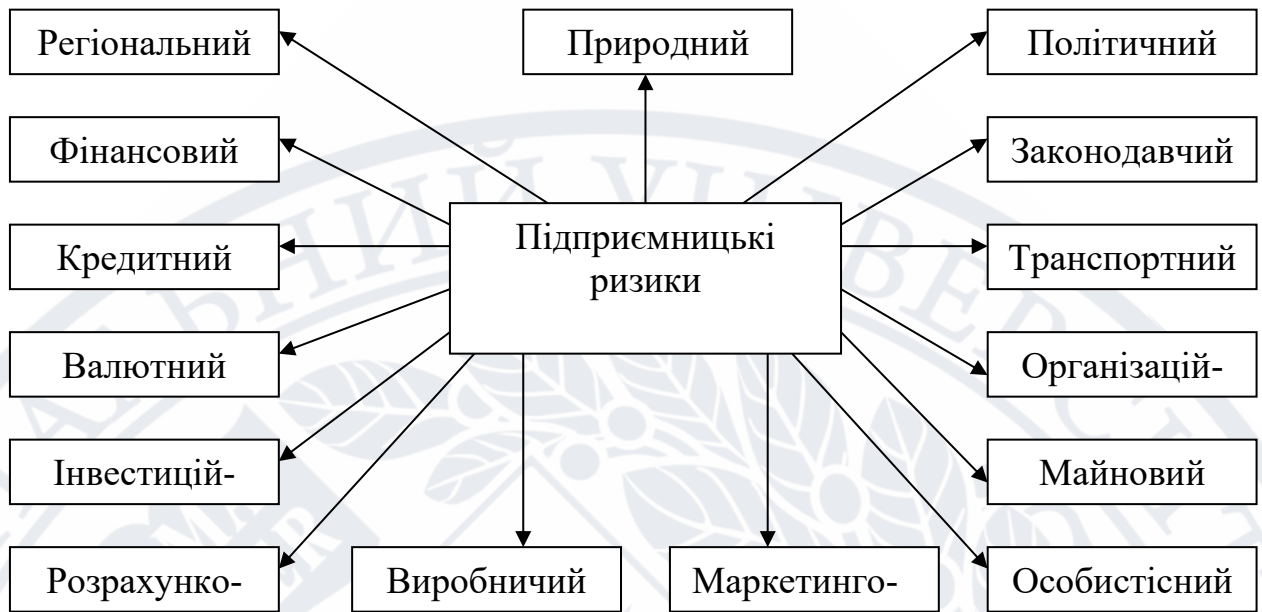 Регіональний
Природний
Політичний
Фінансовий
Законодавчий
Підприємницькі
ризики
Кредитний
Транспортний
Валютний
Організацій-
Інвестицій-
Майновий
Розрахунко-
Виробничий
Маркетинго-
Особистісний